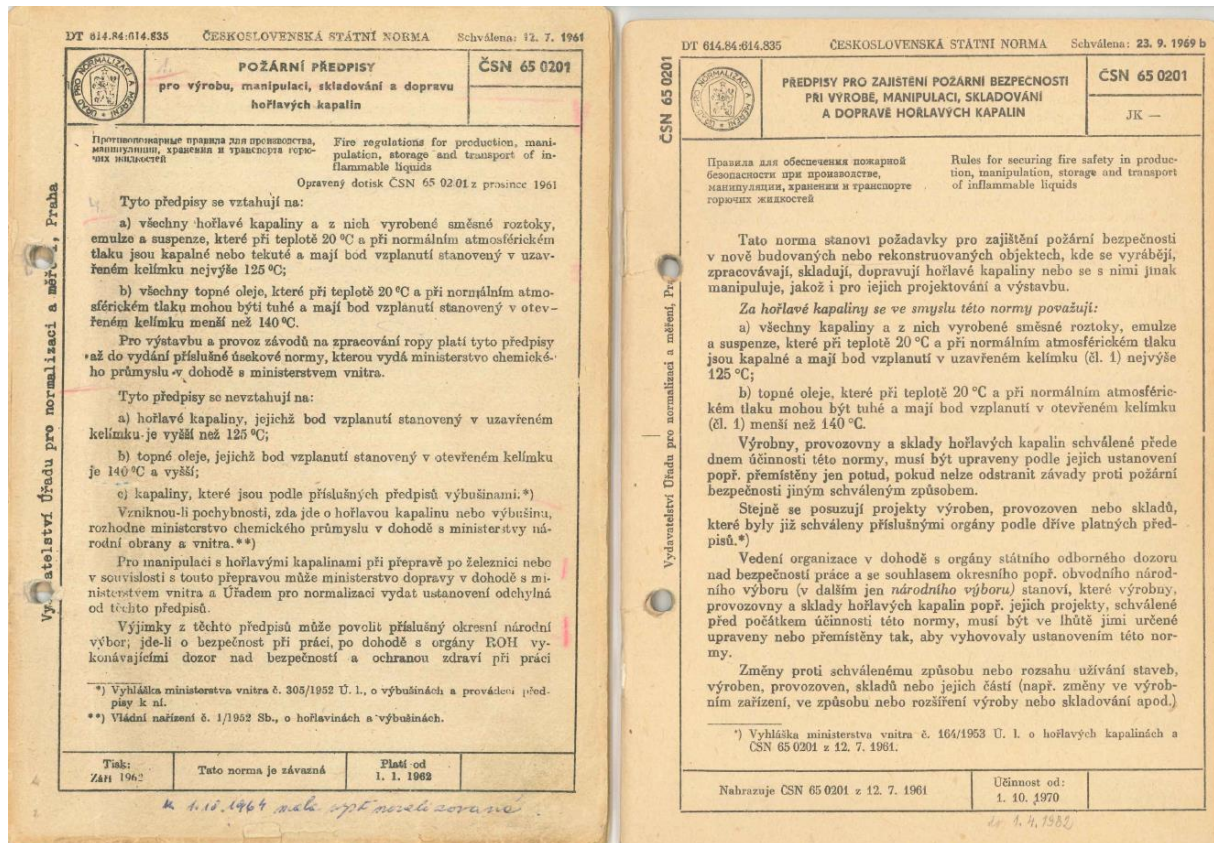 DT 614.84:614.835 ČESKOSLOVENSKÁ STÁTNÍ NORMA Schválena: 12. 7. 1961
ÚŘAD PRO NORMALIZACI A MĚŘENÍ
POŽÁRNÍ PŘEDPISY
pro výrobu, manipulaci, skladování a dopravu
hořlavých kapalin
ČSN 65 0201
Противопожарные правила для производства,
манипуляции, хранения и транспорта горю-
чих жидкостей
Fire regulations for production, mani-
pulation, storage and transport of in-
flammable liquids
Opravený dotisk ČSN 65 02 01 z prosince 1961
Tyto předpisy se vztahují na:
a) všechny hořlavé kapaliny a z nich vyrobené směsné roztoky,
emulze a suspenze, které při teplotě 20 °C a při normálním atmosférickém
tlaku jsou kapalné nebo tekuté a mají bod vzplanutí stanovený v uzav-
řeném kelímku nejvýše 125 °C;
b) všechny topné oleje, které při teplotě 20 °C a při normálním atmo-
sférickém tlaku mohou býti tuhé a mají bod vzplanutí stanovený v otev-
řeném kelímku menší než 140 °C.
Pro výstavbu a provoz závodů na zpracování ropy platí tyto předpisy
až do vydání příslušné úsekové normy, kterou vydá ministerstvo chemické-
ho průmyslu v dohodě s ministerstvem vnitra.
Tyto předpisy se nevztahují na:
a) hořlavé kapaliny, jejichž bod vzplanutí stanovený v uzavřeném
kelímku je vyšší než 125 °C;
b) topné oleje, jejichž bod vzplanutí stanovený v otevřeném kelímku
je 140 °C a vyšší;
c) kapaliny, které jsou podle příslušných předpisů výbušinami.*)
Vzniknou-li pochybnosti, zda jde o hořlavou kapalinu nebo výbušinu,
rozhodne ministerstvo chemického průmyslu v dohodě s ministerstvy ná-
rodní obrany a vnitra.**)
Pro manipulaci s hořlavými kapalinami při přepravě po železnici nebo
v souvislosti s touto přepravou může ministerstvo dopravy v dohodě s mi-
nisterstvem vnitra a Úřadem pro normalizaci vydat ustanovení odchylná
od těchto předpisů.
Výjimky z těchto předpisů může povolit příslušný okresní národní
výbor; jde-li o bezpečnost při práci, po dohodě s orgány ROH vy-
konávajícími dozor nad bezpečností a ochranou zdraví při práci
*) Vyhláška ministerstva vnitra č. 305/1952 Ú. l., o výbušinách a prováděcí před-
pisy k ní.
**) Vládní nařízení č. 1/1952 Sb., o hořlavinách a výbušinách.
Tisk:
Září 1962
Tato norma je závazná
Platí od
1. 1. 1962
atelství Úřadu pro normalizaci a měř , Praha
DT 614.84:614.835 ČESKOSLOVENSKÁ STÁTNÍ NORMA Schválena: 23. 9. 1969 b
ČSN 65 0201
PŘEDPISY PRO ZAJIŠTĚNÍ POŽÁRNÍ BEZPEČNOSTI
PŘI VÝROBĚ, MANIPULACI, SKLADOVÁNÍ
A DOPRAVĚ HOŘLAVÝCH KAPALIN
ČSN 65 0201
JK —
Правила для обеспечения пожарной
безопасности при производстве,
манипуляции, хранении и транспорте
горючих жидкостей
Rules for securing fire safety in produc-
tion, manipulation, storage and transport
of inflammable liquids
Tato norma stanoví požadavky pro zajištění požární bezpečnosti
v nově budovaných nebo rekonstruovaných objektech, kde se vyrábějí,
zpracovávají, skladují, dopravují hořlavé kapaliny nebo se s nimi jinak
manipuluje, jakož i pro jejich projektování a výstavbu.
Za hořlavé kapaliny se ve smyslu této normy považují:
a) všechny kapaliny a z nich vyrobené směsné roztoky, emulze
a suspenze, které při teplotě 20 °C a při normálním atmosférickém tlaku
jsou kapalné a mají bod vzplanutí v uzavřeném kelímku (čl. 1) nejvýše
125 °C;
b) topné oleje, které při teplotě 20 °C a při normálním atmosféric-
kém tlaku mohou být tuhé a mají bod vzplanutí v otevřeném kelímku
(čl. 1) menší než 140 °C.
Výrobny, provozovny a sklady hořlavých kapalin schválené přede
dnem účinnosti této normy, musí být upraveny podle jejich ustanovení
popř. přemístěny jen potud, pokud nelze odstranit závady proti požární
bezpečnosti jiným schváleným způsobem.
Stejně se posuzují projekty výroben, provozoven nebo skladů,
které byly již schváleny příslušnými orgány podle dříve platných před-
pisů.*)
Vedení organizace v dohodě s orgány státního odborného dozoru
nad bezpečností práce a se souhlasem okresního popř. obvodního národ-
ního výboru (v dalším jen národního výboru) stanoví, které výrobny,
provozovny a sklady hořlavých kapalin popř. jejich projekty, schválené
před počátkem účinnosti této normy, musí být ve lhůtě jimi určené
upraveny nebo přemístěny tak, aby vyhovovaly ustanovením této nor-
my.
Změny proti schválenému způsobu nebo rozsahu užívání staveb,
výroben, provozoven, skladů nebo jejich částí (např. změny ve výrob-
ním zařízení, ve způsobu nebo rozšíření výroby nebo skladování apod.)
*) Vyhláška ministerstva vnitra č. 164/1953 Ú. l. o hořlavých kapalinách a
ČSN 65 0201 z 12. 7. 1961.
Nahrazuje ČSN 65 0201 z 12. 7. 1961
Účinnost od:
1. 10. 1970
1. 4. 1982
Vydavatelství Úřadu pro normalizaci a měření, Pr